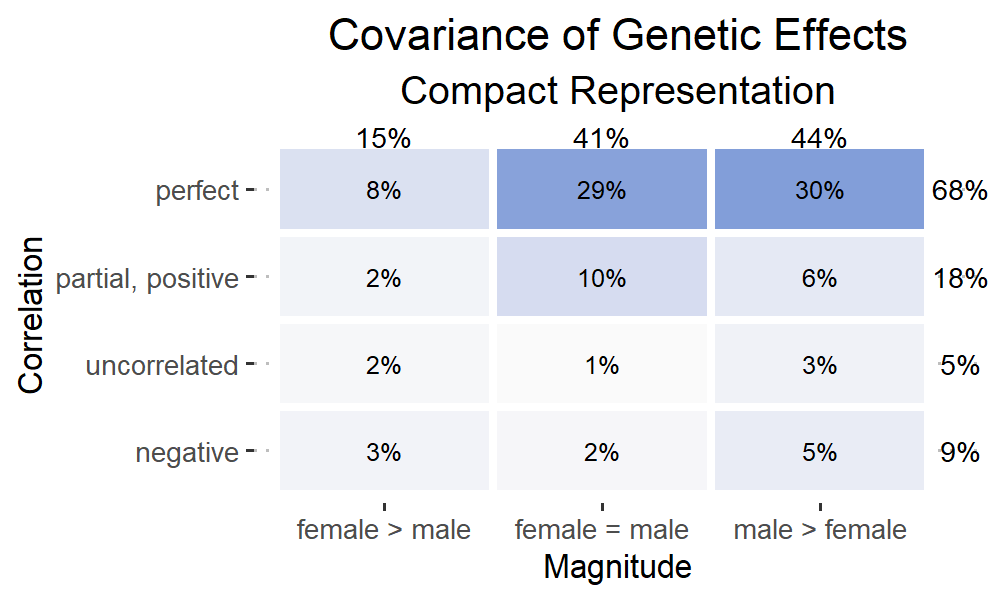 Covariance of Genetic Effects
Compact Representation
15% 41% 44%
perfect 8% 29% 30% 68%
partial, positive 2% 10% 6% 18%
uncorrelated 2% 1% 3% 5%
negative 3% 2% 5% 9%
female > male female = male male > female
Magnitude
Correlation